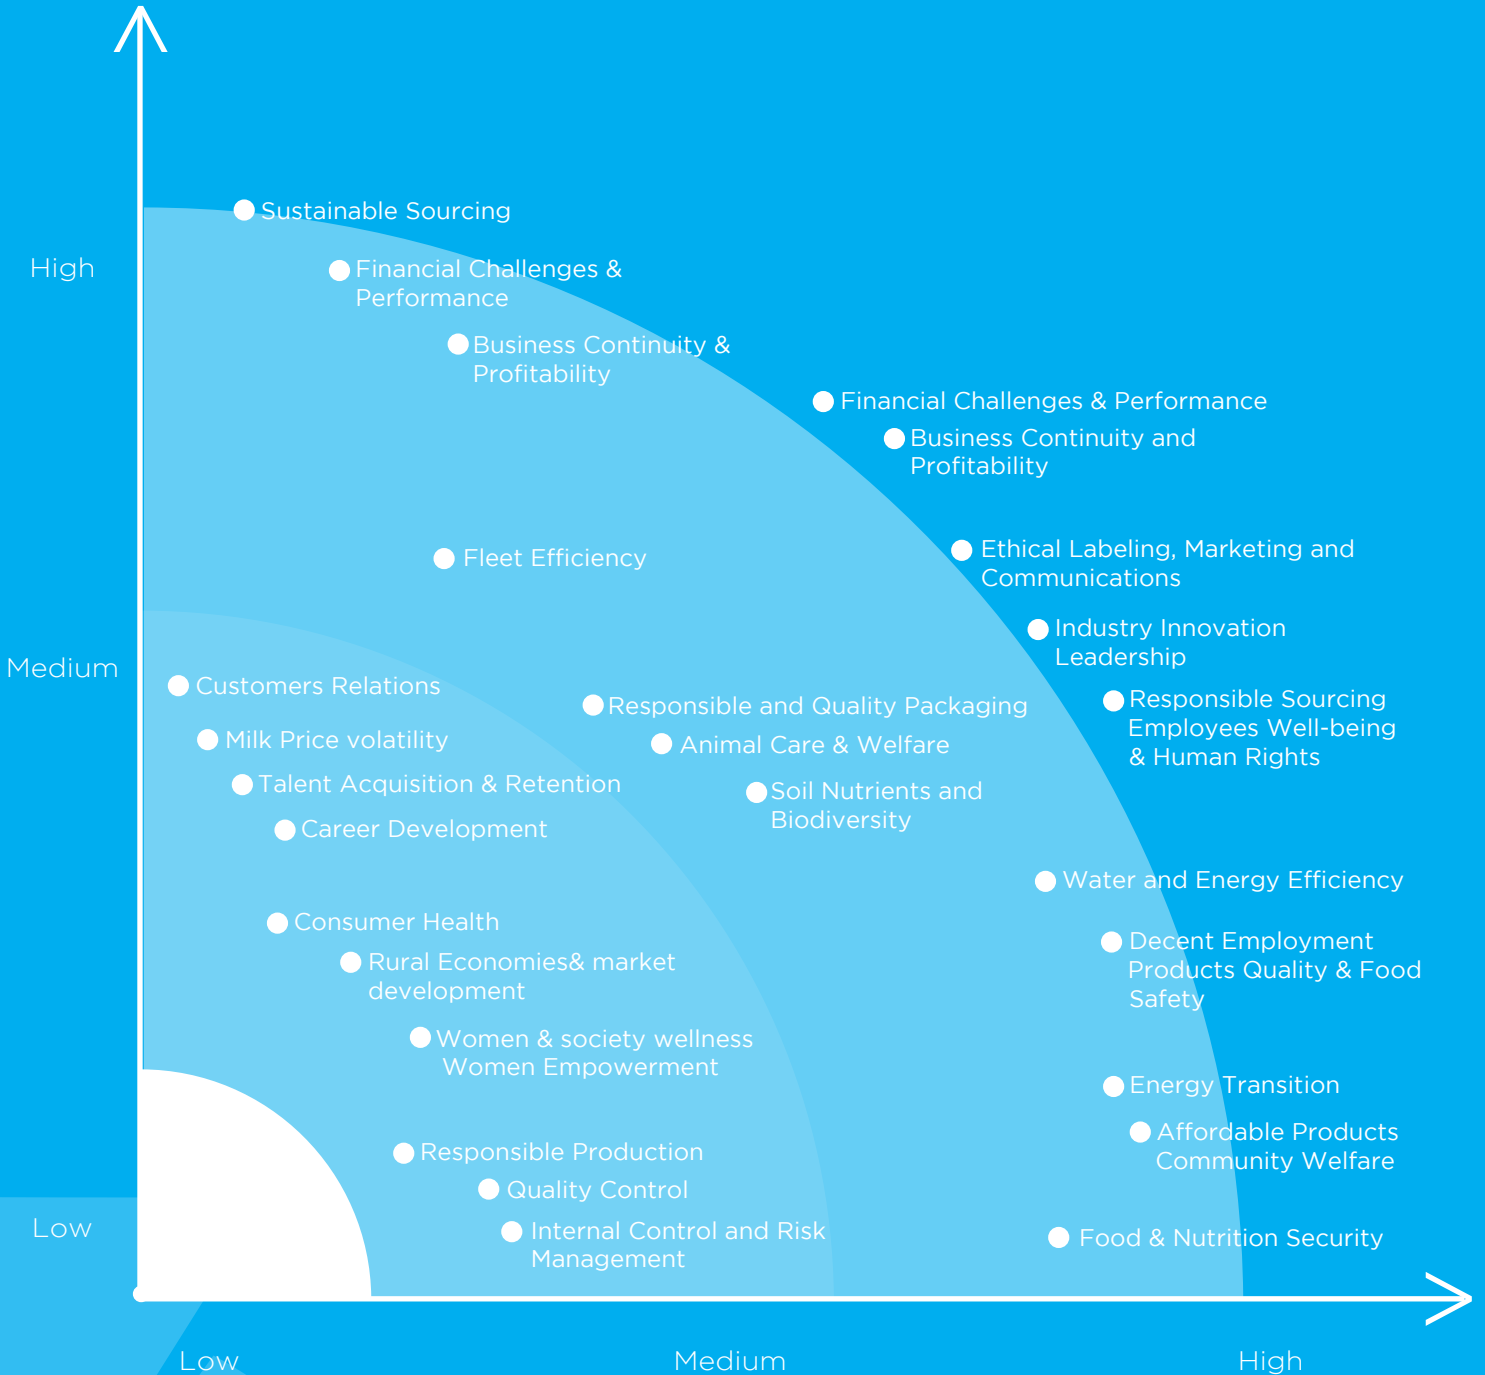 Sustainable Sourcing
High
Financial Challenges &
Performance
Business Continuity &
Profitability
Financial Challenges & Performance
Business Continuity and
Profitability
Fleet Efficiency
Ethical Labeling, Marketing and
Communications
Industry Innovation
Leadership
Medium
Customers Relations
Responsible and Quality Packaging
Responsible Sourcing
Employees Well-being
& Human Rights
Milk Price volatility
Animal Care & Welfare
Talent Acquisition & Retention
Soil Nutrients and
Biodiversity
Career Development
Water and Energy Efficiency
Consumer Health
Decent Employment
Products Quality & Food
Safety
Rural Economies& market
development
Women & society wellness
Women Empowerment
Energy Transition
Affordable Products
Community Welfare
Responsible Production
Quality Control
Low
Internal Control and Risk
Management
Food & Nutrition Security
Low
Medium
High